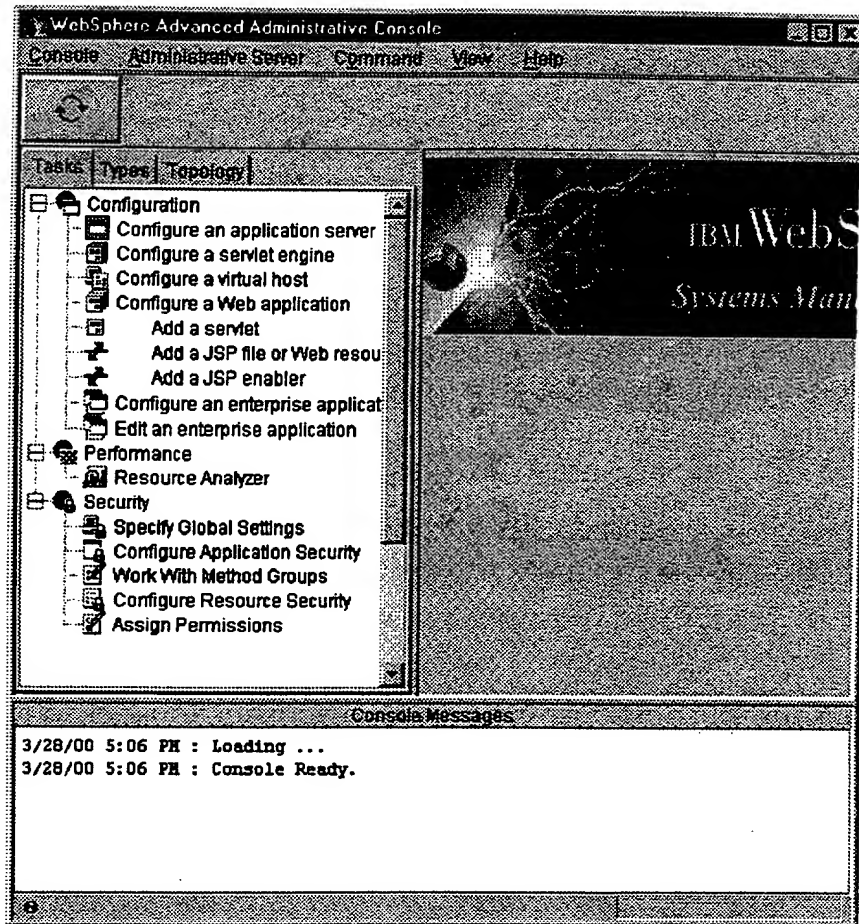 WebSphere Advanced Administrative Console
Console Administrative Server Command View Help
Tasks Types Topology
Configuration
Configure an application server
Configure a servlet engine
Configure a virtual host
Configure a Web application
Add a servlet
Add a JSP file or Web resou
Add a JSP enabler
Configure an enterprise applicat
Edit an enterprise application
Performance
Resource Analyzer
Security
Specify Global Settings
Configure Application Security
Work With Method Groups
Configure Resource Security
Assign Permissions
IBM WebS
Systems Man
Console Messages
3/28/00 5:06 PM : Loading ...
3/28/00 5:06 PM : Console Ready.